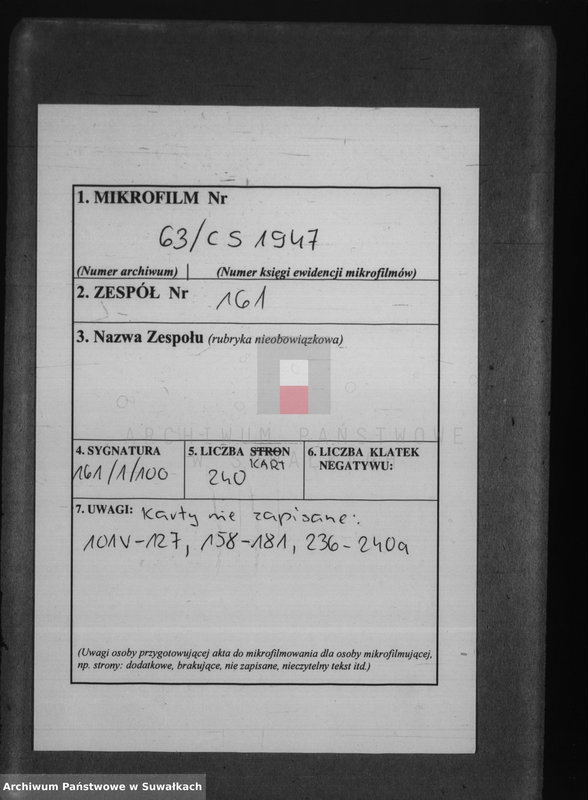 1. MIKROFILM Nr
63/CS 1947
(Numer archiwum) (Numer księgi ewidencji mikrofilmów)
2. ZESPÓŁ Nr 161
3. Nazwa Zespołu (rubryka nieobowiązkowa)
ARCHIWUM PAŃSTWOWE
W SUWAŁKACH
4. SYGNATURA
161/1/100
5. LICZBA STRON
KART
240
6. LICZBA KLATEK
NEGATYWU:
7. UWAGI: Karty nie zapisane:
101V-127, 158-181, 236-240a
(Uwagi osoby przygotowującej akta do mikrofilmowania dla osoby mikrofilmującej,
np. strony: dodatkowe, brakujące, nie zapisane, nieczytelny tekst itd.)
Archiwum Państwowe w Suwałkach